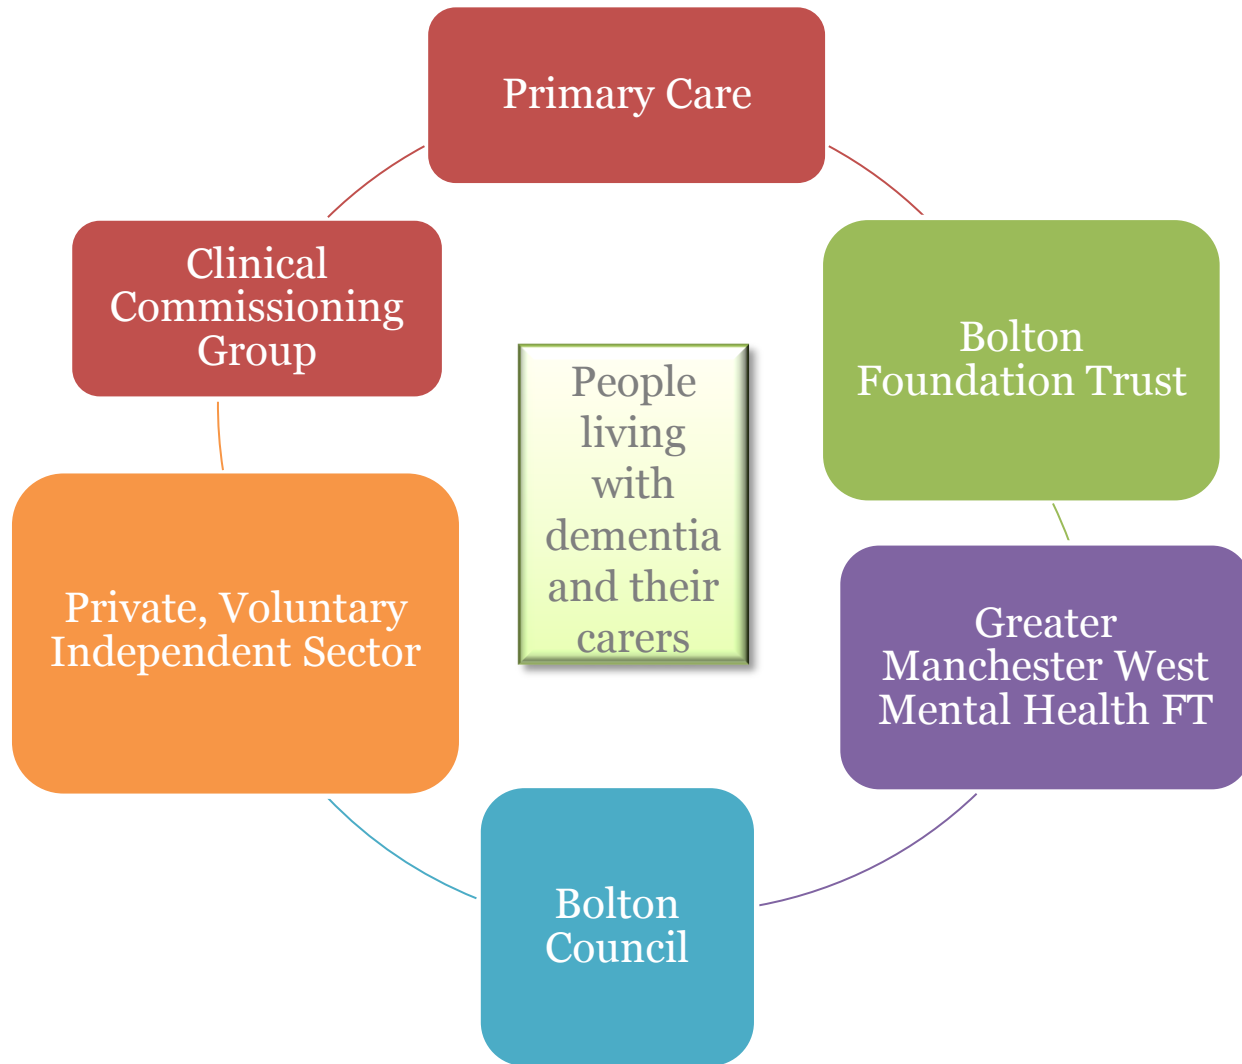 Primary Care
Clinical
Commissioning
Group
Bolton
Foundation Trust
People
living
with
dementia
and their
carers
Private, Voluntary
Independent Sector
Greater
Manchester West
Mental Health FT
Bolton
Council